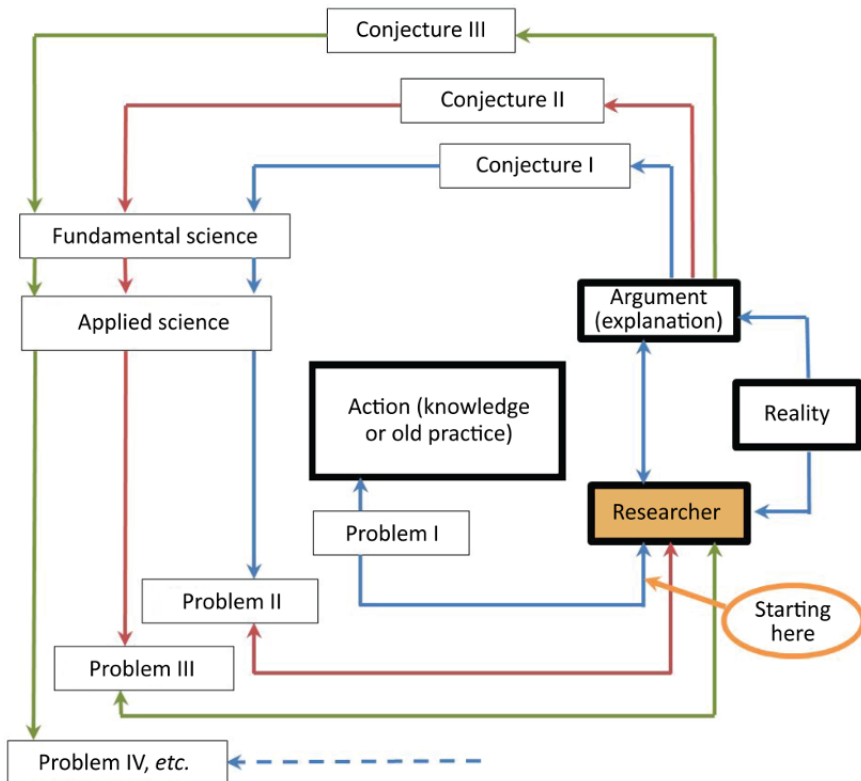 Conjecture III
Conjecture II
Conjecture I
Fundamental science
Applied science
Argument
(explanation)
Action (knowledge
or old practice)
Reality
Researcher
Problem I
Problem II
Starting
here
Problem III
Problem IV, etc.